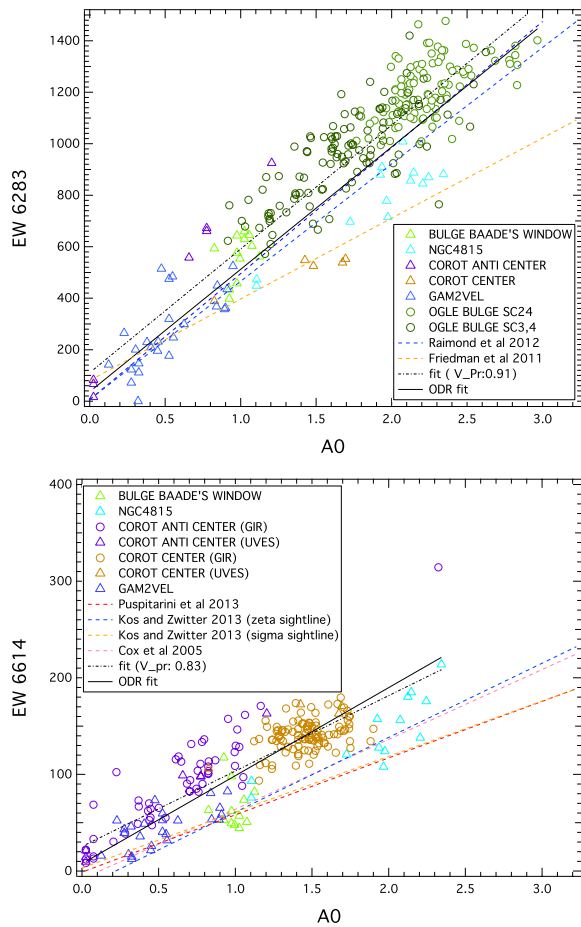 1400
1200
1000
800
600
400
200
0
EW 6283
BULGE BAADE'S WINDOW
NGC4815
COROT ANTI CENTER
COROT CENTER
GAM2VEL
OGLE BULGE SC24
OGLE BULGE SC3,4
Raimond et al 2012
Friedman et al 2011
fit ( V_Pr:0.91)
ODR fit
0.0 0.5 1.0 1.5 2.0 2.5 3.0
A0
400
300
200
100
0
EW 6614
BULGE BAADE'S WINDOW
NGC4815
COROT ANTI CENTER (GIR)
COROT ANTI CENTER (UVES)
COROT CENTER (GIR)
COROT CENTER (UVES)
GAM2VEL
Puspitarini et al 2013
Kos and Zwitter 2013 (zeta sightline)
Kos and Zwitter 2013 (sigma sightline)
Cox et al 2005
fit (V_pr: 0.83)
ODR fit
0.0 0.5 1.0 1.5 2.0 2.5 3.0
A0